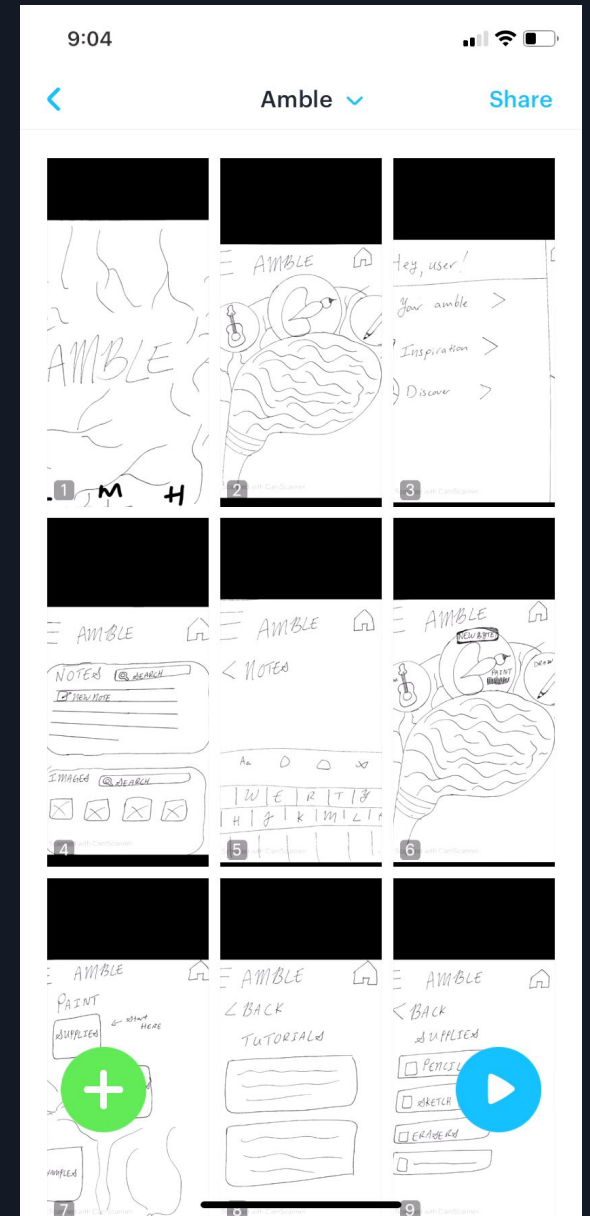 9:04
Amble
Share
AMBLE
M H
1
AMBLE
2
Hey, user!
Your amble >
Inspiration >
Discover >
3
AMBLE
NOTES
SEARCH
NEW NOTE
IMAGES
SEARCH
4
AMBLE
< NOTES
Aa
W E R T Y
H J K M L
5
AMBLE
NEW BYTE
PAINT
DRAW
6
AMBLE
PAINT
SUPPLIES
← START
HERE
7
AMBLE
< BACK
TUTORIALS
8
AMBLE
< BACK
SUPPLIES
PENCIL
SKETCH
ERASERS
9